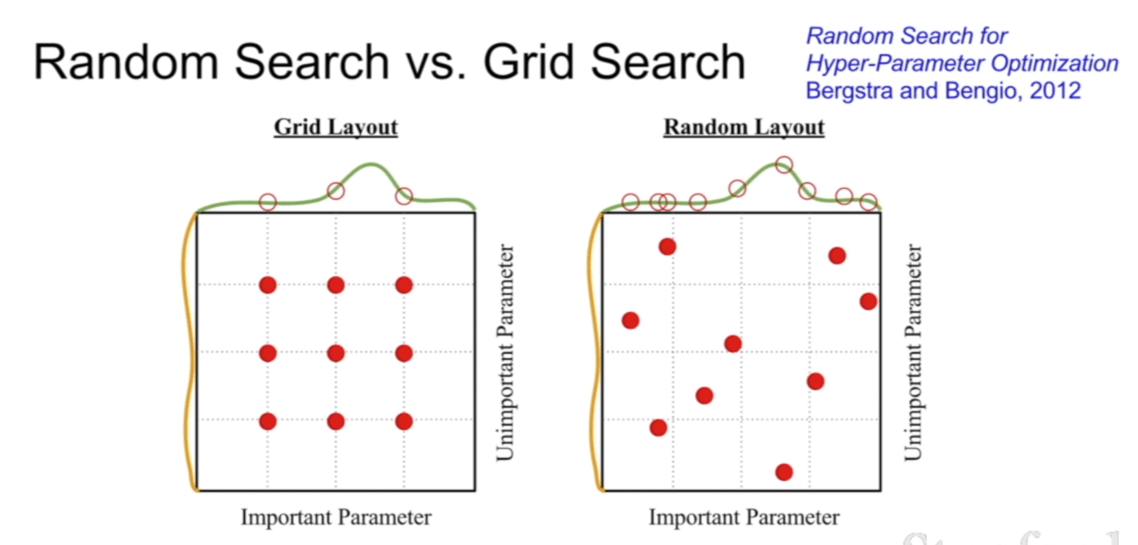 Random Search vs. Grid Search
Random Search for
Hyper-Parameter Optimization
Bergstra and Bengio, 2012
Grid Layout
Unimportant Parameter
Important Parameter
Random Layout
Unimportant Parameter
Important Parameter